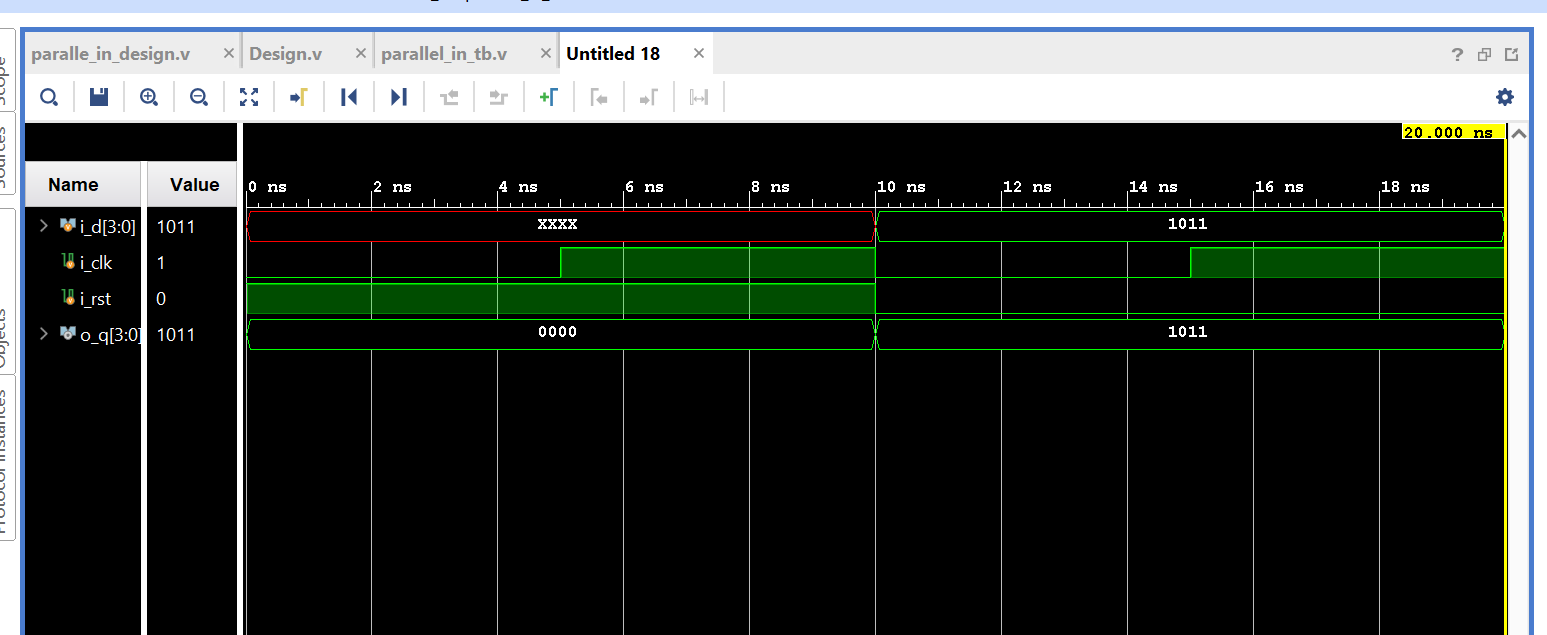 paralle_in_design.v × Design.v × parallel_in_tb.v × Untitled 18 × ?
Scope
Sources
Objects
Protocol Instances
20.000 ns
Name Value 0 ns 2 ns 4 ns 6 ns 8 ns 10 ns 12 ns 14 ns 16 ns 18 ns
i_d[3:0] 1011 XXXX 1011
i_clk 1
i_rst 0
o_q[3:0] 1011 0000 1011